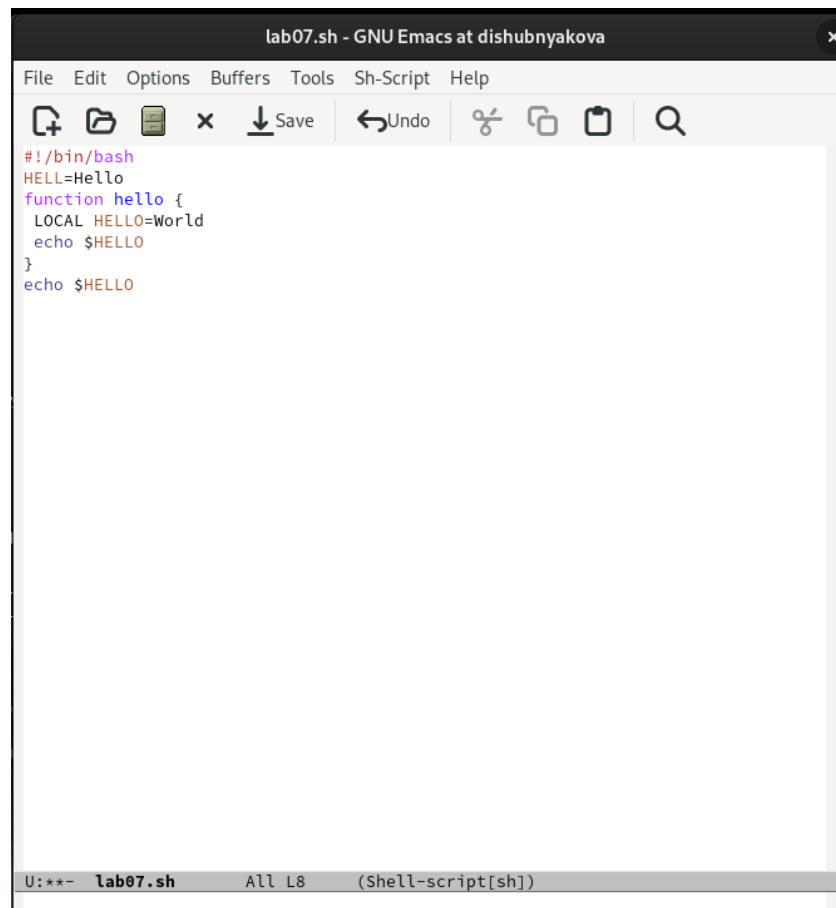 lab07.sh - GNU Emacs at dishubnyakova
File Edit Options Buffers Tools Sh-Script Help
Save Undo
#!/bin/bash
HELL=Hello
function hello {
 LOCAL HELLO=World
 echo $HELLO
}
echo $HELLO
U:**- lab07.sh All L8 (Shell-script[sh])